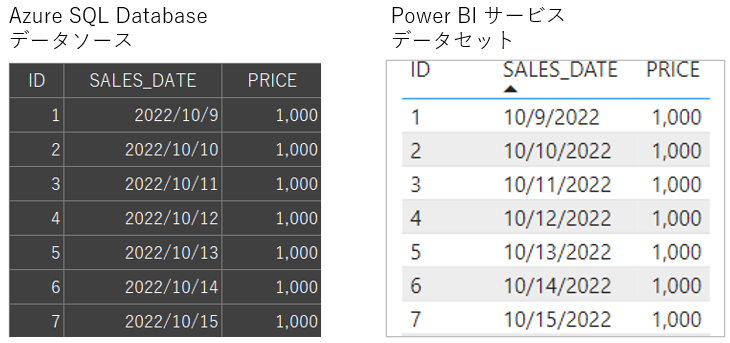 Azure SQL Database
データソース
ID SALES_DATE PRICE
1 2022/10/9 1,000
2 2022/10/10 1,000
3 2022/10/11 1,000
4 2022/10/12 1,000
5 2022/10/13 1,000
6 2022/10/14 1,000
7 2022/10/15 1,000
Power BI サービス
データセット
ID SALES_DATE PRICE
1 10/9/2022 1,000
2 10/10/2022 1,000
3 10/11/2022 1,000
4 10/12/2022 1,000
5 10/13/2022 1,000
6 10/14/2022 1,000
7 10/15/2022 1,000